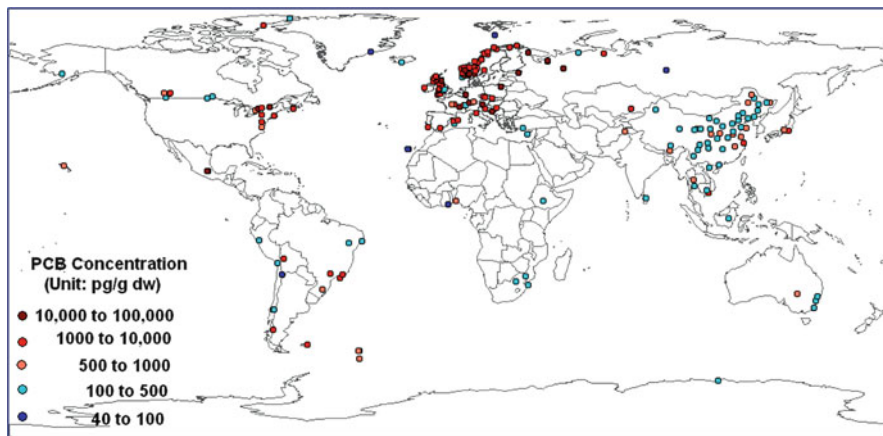 PCB Concentration
(Unit: pg/g dw)
10,000 to 100,000
1000 to 10,000
500 to 1000
100 to 500
40 to 100